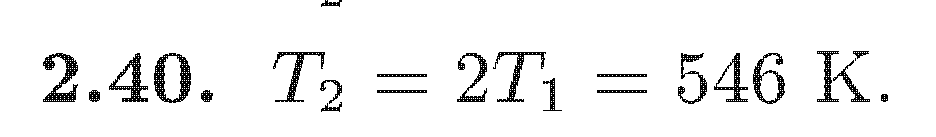 2.40. T₂ = 2T₁ = 546 K.